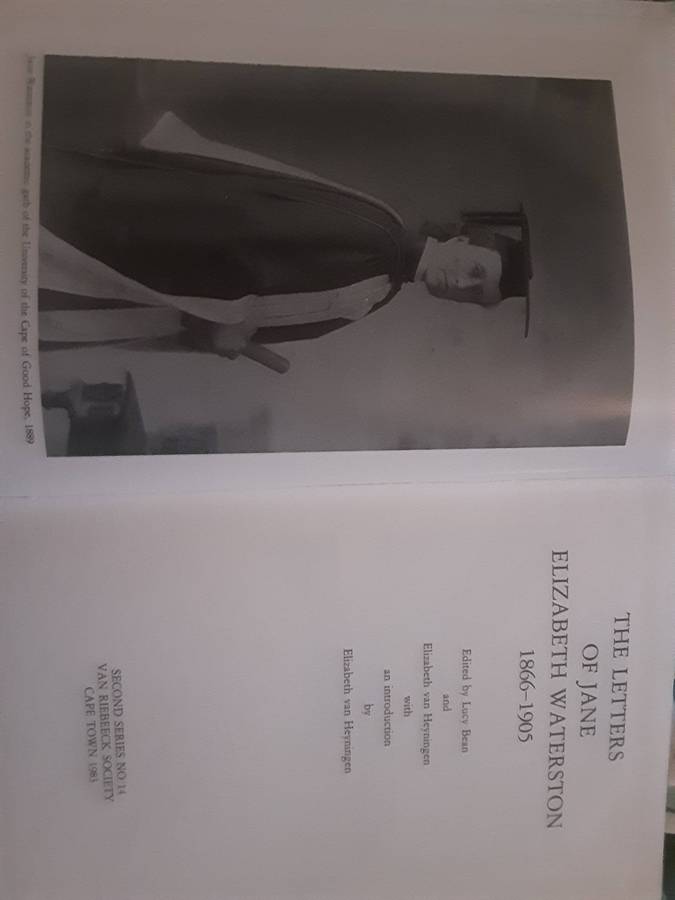 Jane Waterston in the academic garb of the University of the Cape of Good Hope, 1889
THE LETTERS
OF JANE
ELIZABETH WATERSTON
1866–1905
Edited by Lucy Bean
and
Elizabeth van Heyningen
with
an introduction
by
Elizabeth van Heyningen
SECOND SERIES NO 14
VAN RIEBEECK SOCIETY
CAPE TOWN 1983